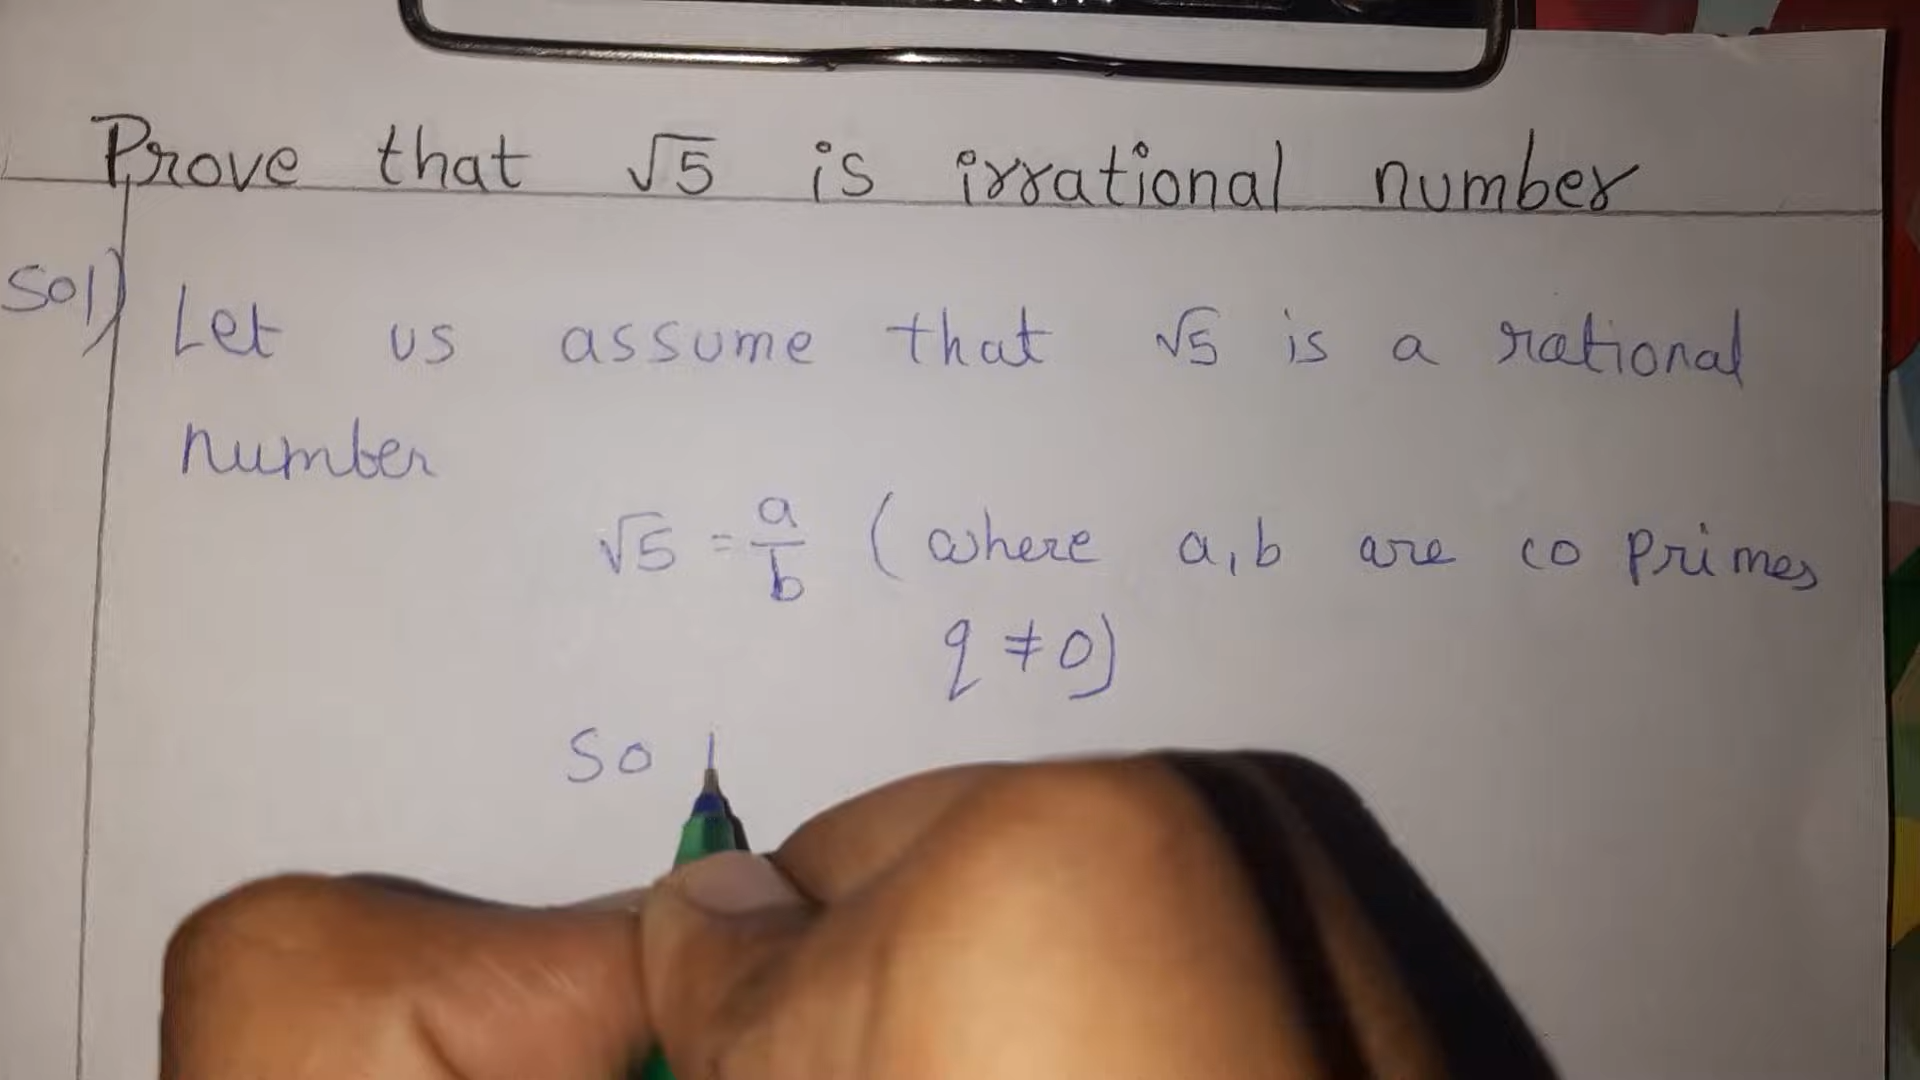 Prove that √5 is irrational number
Sol) Let us assume that √5 is a rational
number
√5 = a/b (where a, b are co primes
q ≠ 0)
So